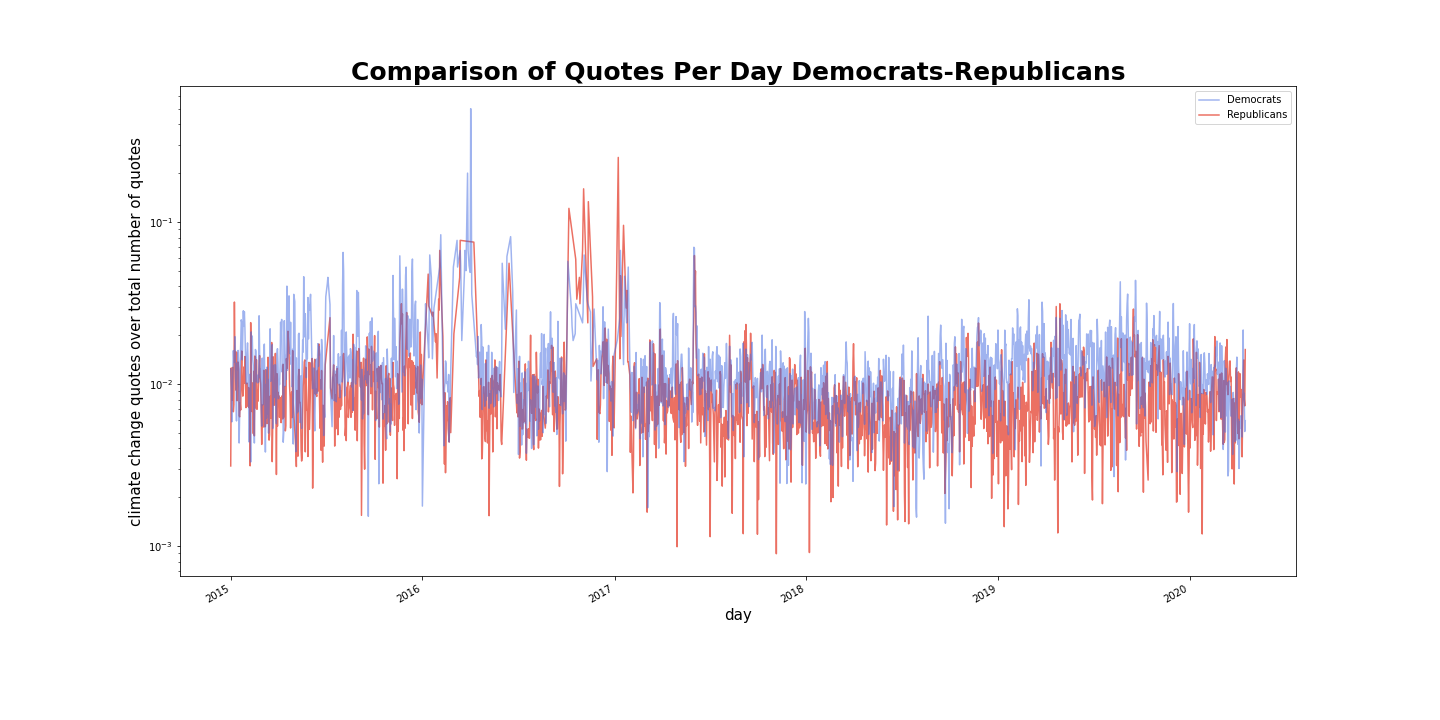 Comparison of Quotes Per Day Democrats-Republicans
Democrats
Republicans
climate change quotes over total number of quotes
10⁻¹
10⁻²
10⁻³
2015
2016
2017
2018
2019
2020
day